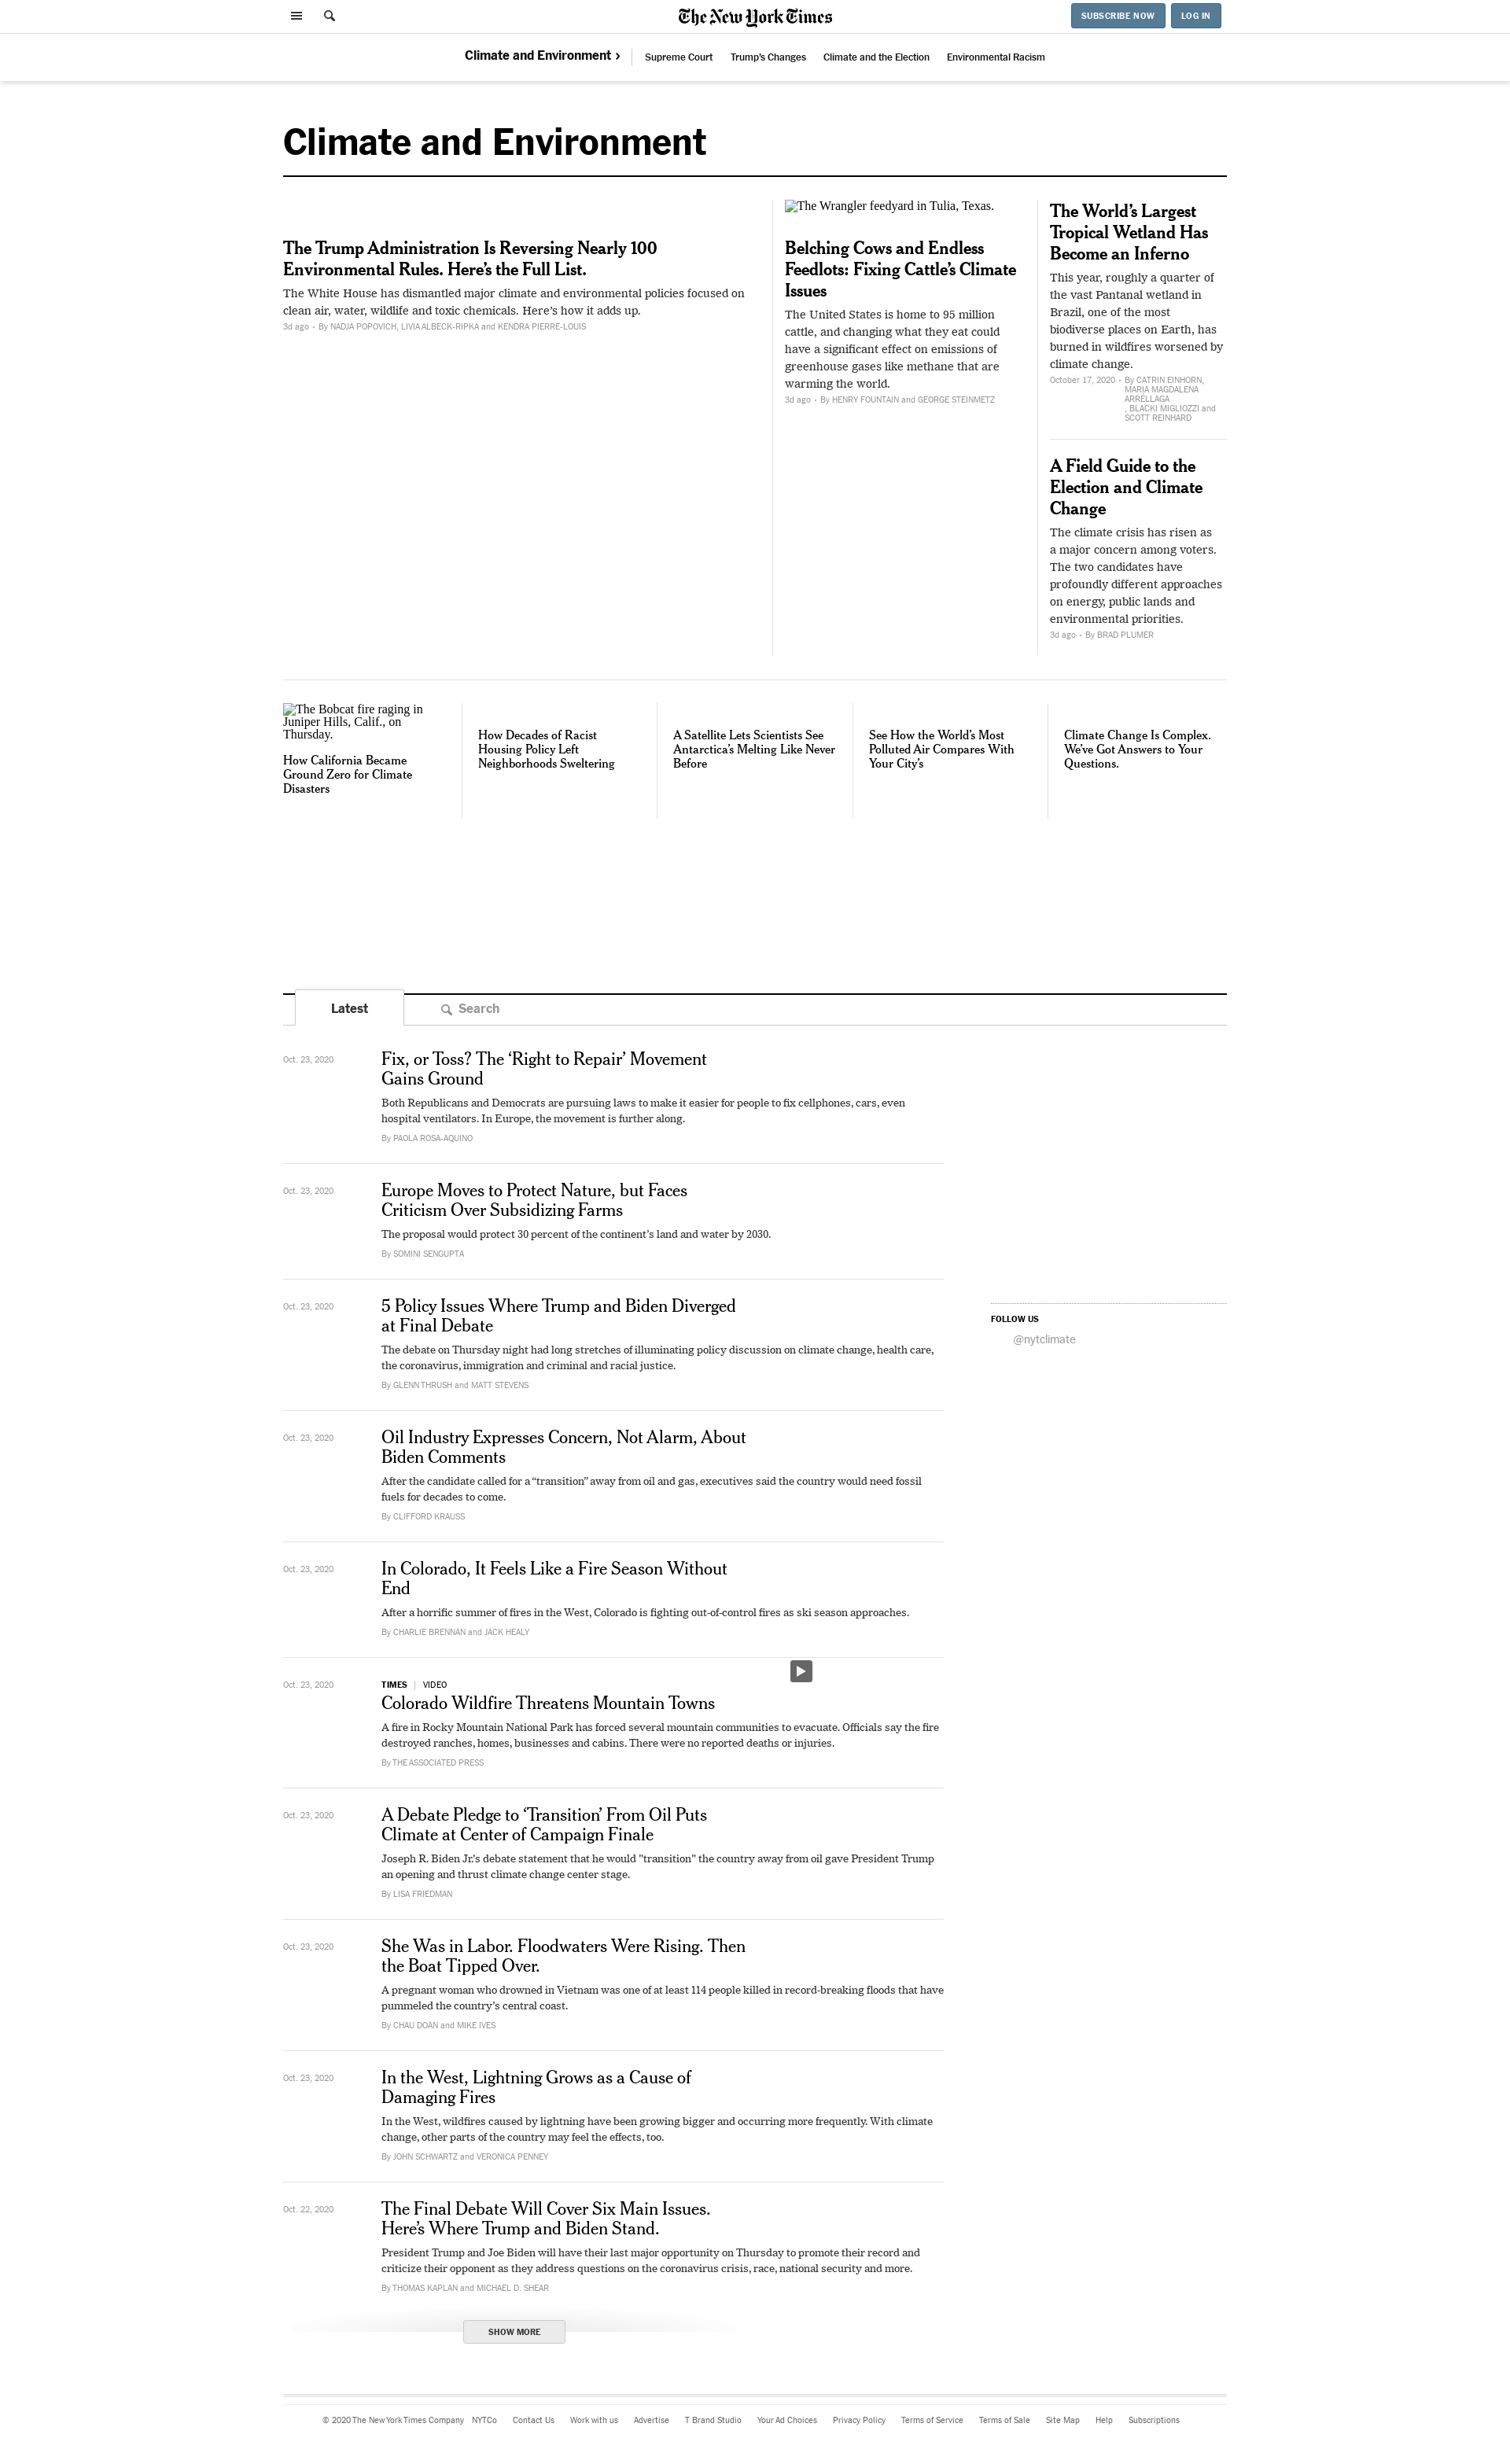 The New York Times
SUBSCRIBE NOW
LOG IN
Climate and Environment ›
Supreme Court
Trump's Changes
Climate and the Election
Environmental Racism
Climate and Environment
The Trump Administration Is Reversing Nearly 100
Environmental Rules. Here's the Full List.
The White House has dismantled major climate and environmental policies focused on
clean air, water, wildlife and toxic chemicals. Here's how it adds up.
3d ago • By NADJA POPOVICH, LIVIA ALBECK-RIPKA and KENDRA PIERRE-LOUIS
The Wrangler feedyard in Tulia, Texas.
Belching Cows and Endless
Feedlots: Fixing Cattle's Climate
Issues
The United States is home to 95 million
cattle, and changing what they eat could
have a significant effect on emissions of
greenhouse gases like methane that are
warming the world.
3d ago • By HENRY FOUNTAIN and GEORGE STEINMETZ
The World's Largest
Tropical Wetland Has
Become an Inferno
This year, roughly a quarter of
the vast Pantanal wetland in
Brazil, one of the most
biodiverse places on Earth, has
burned in wildfires worsened by
climate change.
October 17, 2020 • By CATRIN EINHORN,
MARIA MAGDALENA
ARRÉLLAGA
, BLACKI MIGLIOZZI and
SCOTT REINHARD
A Field Guide to the
Election and Climate
Change
The climate crisis has risen as
a major concern among voters.
The two candidates have
profoundly different approaches
on energy, public lands and
environmental priorities.
3d ago • By BRAD PLUMER
The Bobcat fire raging in
Juniper Hills, Calif., on
Thursday.
How California Became
Ground Zero for Climate
Disasters
How Decades of Racist
Housing Policy Left
Neighborhoods Sweltering
A Satellite Lets Scientists See
Antarctica's Melting Like Never
Before
See How the World's Most
Polluted Air Compares With
Your City's
Climate Change Is Complex.
We've Got Answers to Your
Questions.
Latest
Search
Oct. 23, 2020
Fix, or Toss? The 'Right to Repair' Movement
Gains Ground
Both Republicans and Democrats are pursuing laws to make it easier for people to fix cellphones, cars, even
hospital ventilators. In Europe, the movement is further along.
By PAOLA ROSA-AQUINO
Oct. 23, 2020
Europe Moves to Protect Nature, but Faces
Criticism Over Subsidizing Farms
The proposal would protect 30 percent of the continent's land and water by 2030.
By SOMINI SENGUPTA
Oct. 23, 2020
5 Policy Issues Where Trump and Biden Diverged
at Final Debate
The debate on Thursday night had long stretches of illuminating policy discussion on climate change, health care,
the coronavirus, immigration and criminal and racial justice.
By GLENN THRUSH and MATT STEVENS
FOLLOW US
@nytclimate
Oct. 23, 2020
Oil Industry Expresses Concern, Not Alarm, About
Biden Comments
After the candidate called for a “transition” away from oil and gas, executives said the country would need fossil
fuels for decades to come.
By CLIFFORD KRAUSS
Oct. 23, 2020
In Colorado, It Feels Like a Fire Season Without
End
After a horrific summer of fires in the West, Colorado is fighting out-of-control fires as ski season approaches.
By CHARLIE BRENNAN and JACK HEALY
Oct. 23, 2020
TIMES | VIDEO
Colorado Wildfire Threatens Mountain Towns
A fire in Rocky Mountain National Park has forced several mountain communities to evacuate. Officials say the fire
destroyed ranches, homes, businesses and cabins. There were no reported deaths or injuries.
By THE ASSOCIATED PRESS
Oct. 23, 2020
A Debate Pledge to 'Transition' From Oil Puts
Climate at Center of Campaign Finale
Joseph R. Biden Jr.'s debate statement that he would "transition" the country away from oil gave President Trump
an opening and thrust climate change center stage.
By LISA FRIEDMAN
Oct. 23, 2020
She Was in Labor. Floodwaters Were Rising. Then
the Boat Tipped Over.
A pregnant woman who drowned in Vietnam was one of at least 114 people killed in record-breaking floods that have
pummeled the country's central coast.
By CHAU DOAN and MIKE IVES
Oct. 23, 2020
In the West, Lightning Grows as a Cause of
Damaging Fires
In the West, wildfires caused by lightning have been growing bigger and occurring more frequently. With climate
change, other parts of the country may feel the effects, too.
By JOHN SCHWARTZ and VERONICA PENNEY
Oct. 22, 2020
The Final Debate Will Cover Six Main Issues.
Here's Where Trump and Biden Stand.
President Trump and Joe Biden will have their last major opportunity on Thursday to promote their record and
criticize their opponent as they address questions on the coronavirus crisis, race, national security and more.
By THOMAS KAPLAN and MICHAEL D. SHEAR
SHOW MORE
© 2020 The New York Times Company NYTCo Contact Us Work with us Advertise T Brand Studio Your Ad Choices Privacy Policy Terms of Service Terms of Sale Site Map Help Subscriptions